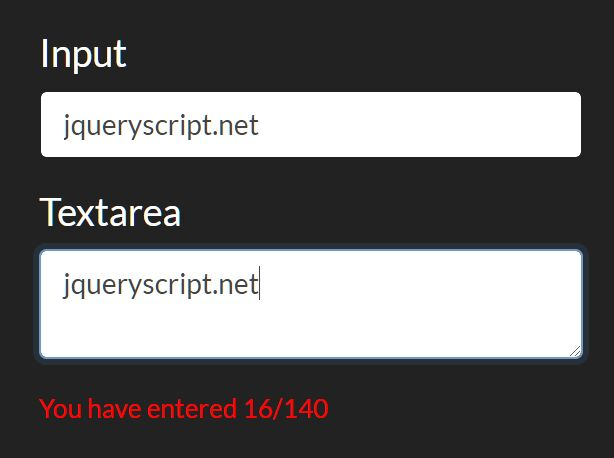 Input
jqueryscript.net
Textarea
jqueryscript.net
You have entered 16/140